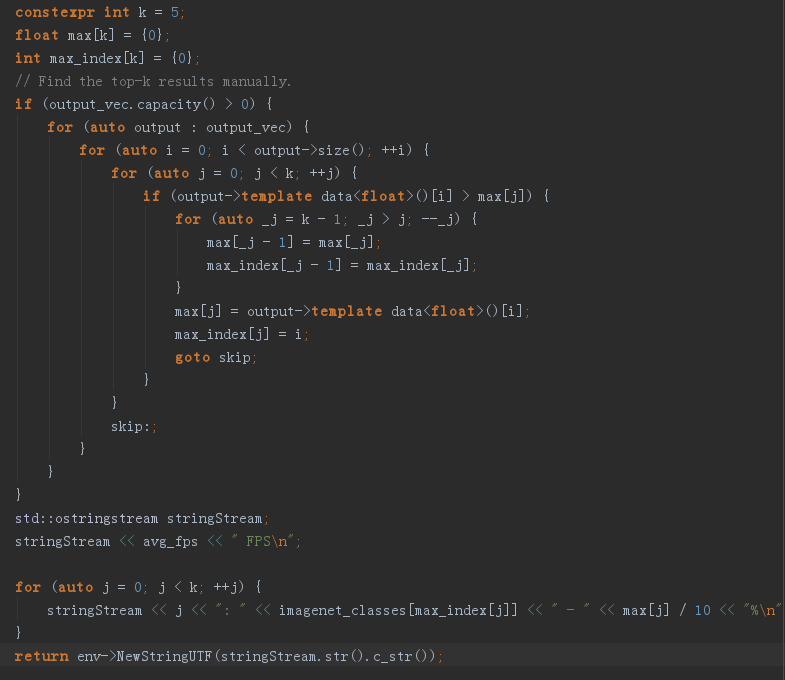 constexpr int k = 5;
float max[k] = {0};
int max_index[k] = {0};
// Find the top-k results manually.
if (output_vec.capacity() > 0) {
for (auto output : output_vec) {
for (auto i = 0; i < output->size(); ++i) {
for (auto j = 0; j < k; ++j) {
if (output->template data<float>()[i] > max[j]) {
for (auto _j = k - 1; _j > j; --_j) {
max[_j - 1] = max[_j];
max_index[_j - 1] = max_index[_j];
}
max[j] = output->template data<float>()[i];
max_index[j] = i;
goto skip;
}
}
skip:;
}
}
}
std::ostringstream stringStream;
stringStream << avg_fps << " FPS\n";
for (auto j = 0; j < k; ++j) {
stringStream << j << ": " << imagenet_classes[max_index[j]] << " - " << max[j] / 10 << "%\n"
}
return env->NewStringUTF(stringStream.str().c_str());